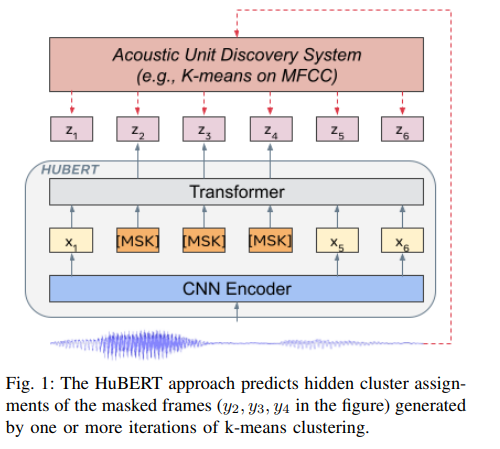 Acoustic Unit Discovery System
(e.g., K-means on MFCC)
z1 z2 z3 z4 z5 z6
HUBERT
Transformer
x1 [MSK] [MSK] [MSK] x5 x6
CNN Encoder
Fig. 1: The HuBERT approach predicts hidden cluster assign-
ments of the masked frames (y2, y3, y4 in the figure) generated
by one or more iterations of k-means clustering.